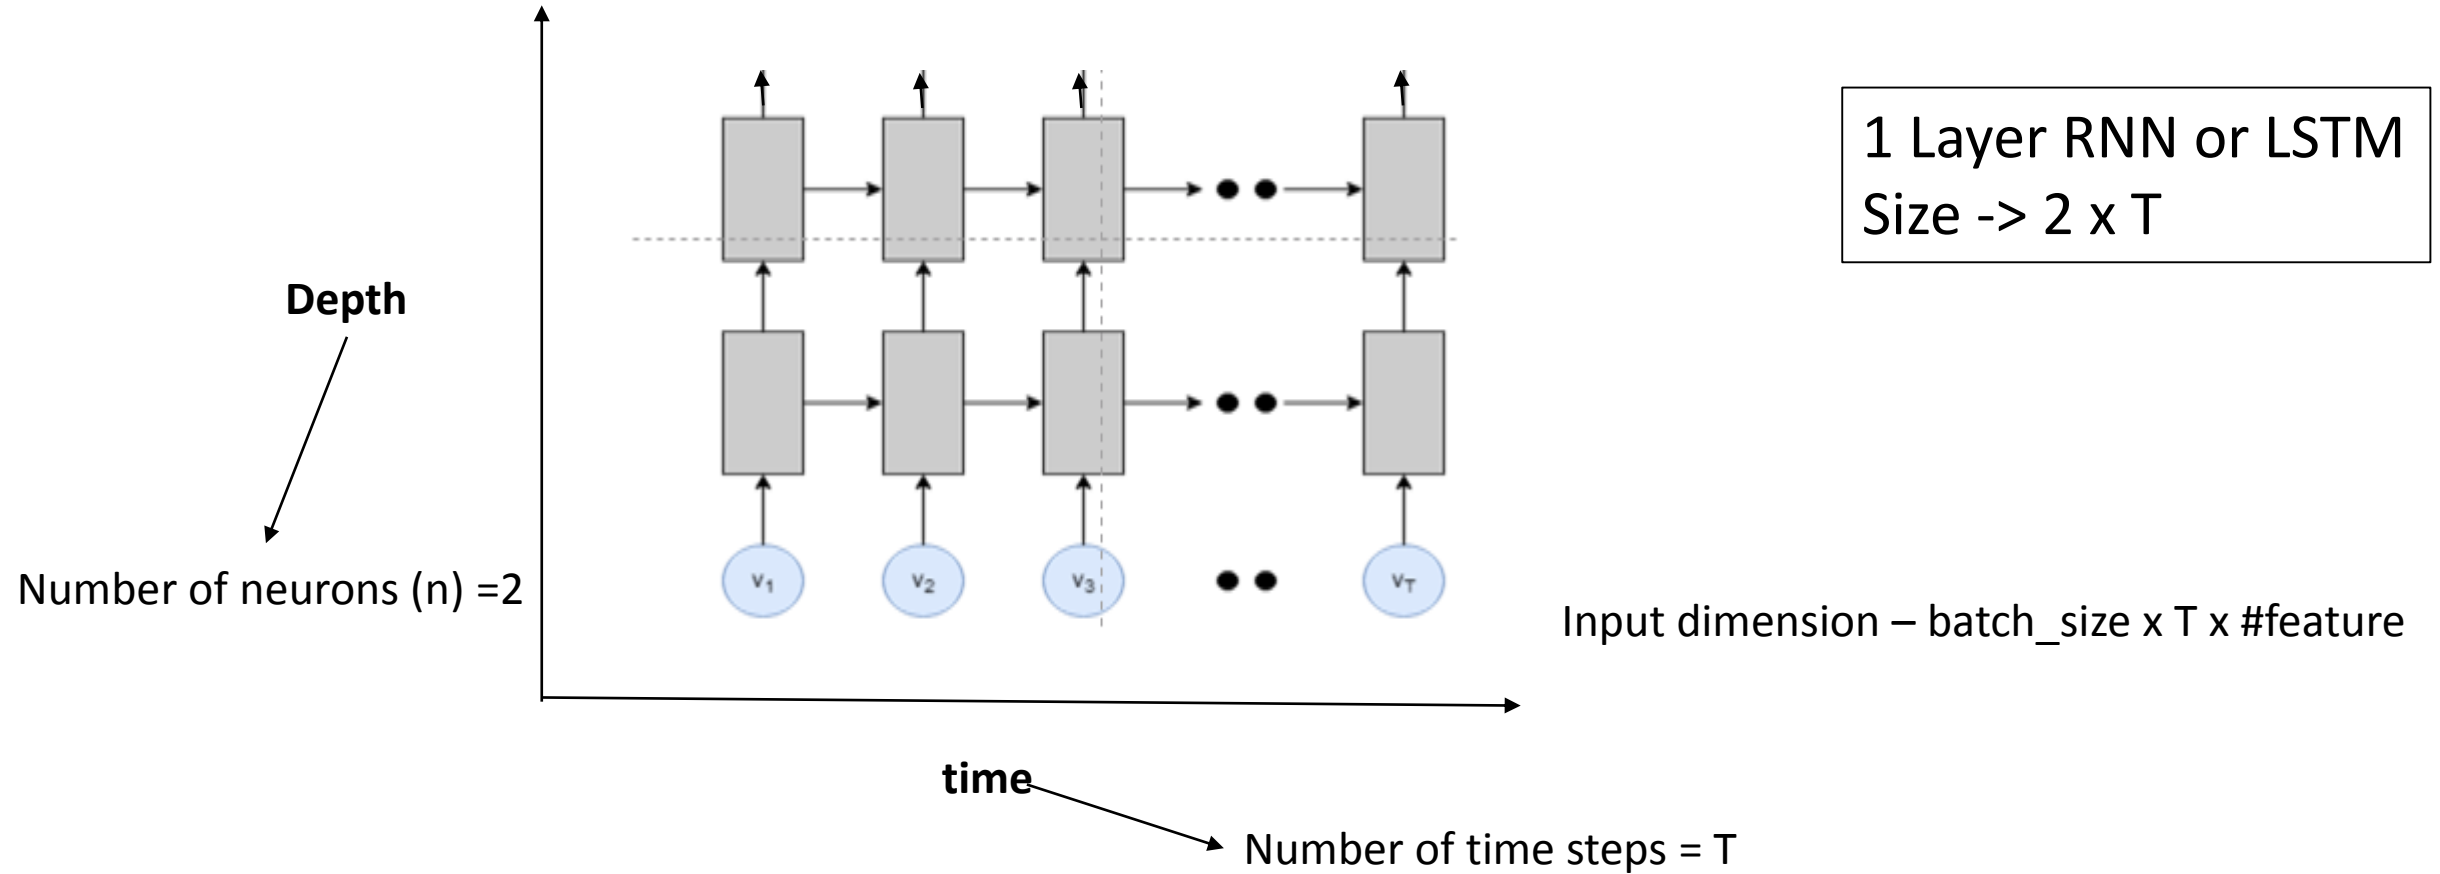 1 Layer RNN or LSTM
Size -> 2 x T
Depth
Number of neurons (n) =2
v1
v2
v3
vT
Input dimension – batch_size x T x #feature
time
Number of time steps = T